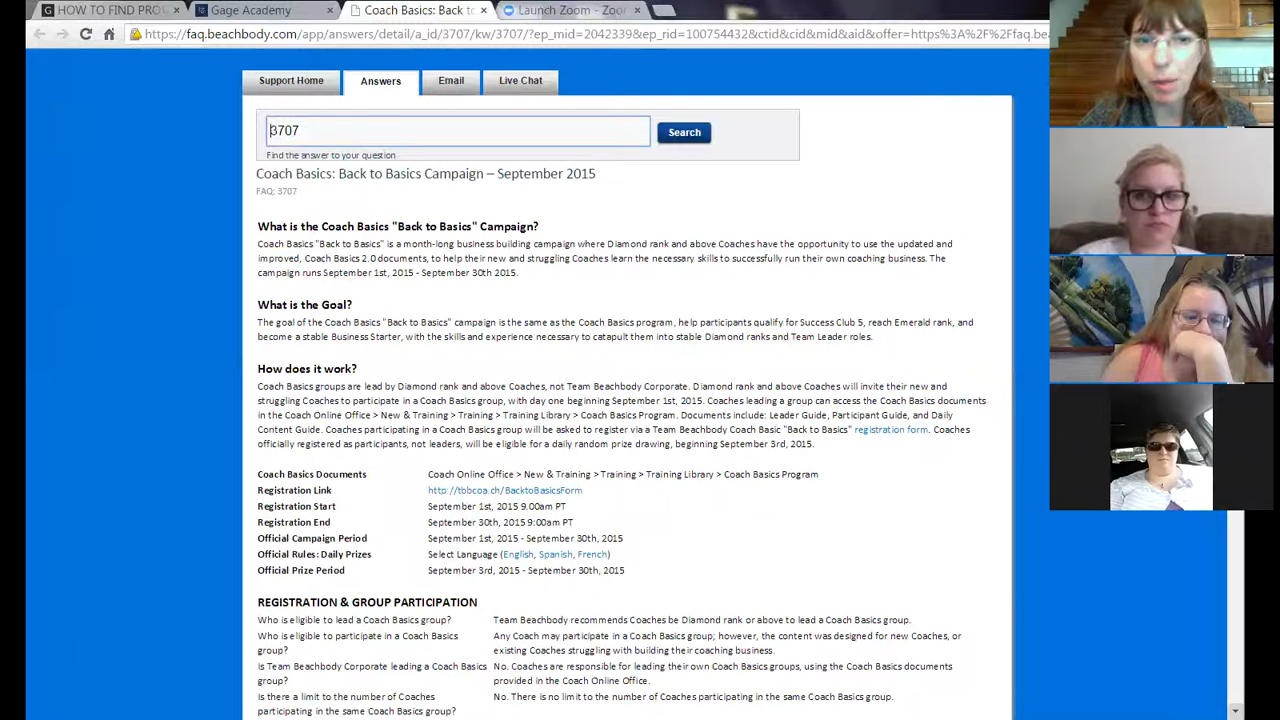 HOW TO FIND PROV
Gage Academy
Coach Basics: Back to
Launch Zoom - Zoo
https://faq.beachbody.com/app/answers/detail/a_id/3707/kw/3707/?ep_mid=2042339&ep_rid=100754432&ctid&cid&mid&aid&offer=https%3A%2F%2Ffaq.bea
Support Home
Answers
Email
Live Chat
3707
Search
Find the answer to your question
Coach Basics: Back to Basics Campaign – September 2015
FAQ: 3707
What is the Coach Basics "Back to Basics" Campaign?
Coach Basics "Back to Basics" is a month-long business building campaign where Diamond rank and above Coaches have the opportunity to use the updated and
improved, Coach Basics 2.0 documents, to help their new and struggling Coaches learn the necessary skills to successfully run their own coaching business. The
campaign runs September 1st, 2015 - September 30th 2015.
What is the Goal?
The goal of the Coach Basics "Back to Basics" campaign is the same as the Coach Basics program, help participants qualify for Success Club 5, reach Emerald rank, and
become a stable Business Starter, with the skills and experience necessary to catapult them into stable Diamond ranks and Team Leader roles.
How does it work?
Coach Basics groups are lead by Diamond rank and above Coaches, not Team Beachbody Corporate. Diamond rank and above Coaches will invite their new and
struggling Coaches to participate in a Coach Basics group, with day one beginning September 1st, 2015. Coaches leading a group can access the Coach Basics documents
in the Coach Online Office > New & Training > Training > Training Library > Coach Basics Program. Documents include: Leader Guide, Participant Guide, and Daily
Content Guide. Coaches participating in a Coach Basics group will be asked to register via a Team Beachbody Coach Basic "Back to Basics" registration form. Coaches
officially registered as participants, not leaders, will be eligible for a daily random prize drawing, beginning September 3rd, 2015.
Coach Basics Documents Coach Online Office > New & Training > Training > Training Library > Coach Basics Program
Registration Link http://tbbcoa.ch/BacktoBasicsForm
Registration Start September 1st, 2015 9:00am PT
Registration End September 30th, 2015 9:00am PT
Official Campaign Period September 1st, 2015 - September 30th, 2015
Official Rules: Daily Prizes Select Language (English, Spanish, French)
Official Prize Period September 3rd, 2015 - September 30th, 2015
REGISTRATION & GROUP PARTICIPATION
Who is eligible to lead a Coach Basics group? Team Beachbody recommends Coaches be Diamond rank or above to lead a Coach Basics group.
Who is eligible to participate in a Coach Basics Any Coach may participate in a Coach Basics group; however, the content was designed for new Coaches, or
group? existing Coaches struggling with building their coaching business.
Is Team Beachbody Corporate leading a Coach Basics No. Coaches are responsible for leading their own Coach Basics groups, using the Coach Basics documents
group? provided in the Coach Online Office.
Is there a limit to the number of Coaches No. There is no limit to the number of Coaches participating in the same Coach Basics group.
participating in the same Coach Basics group?